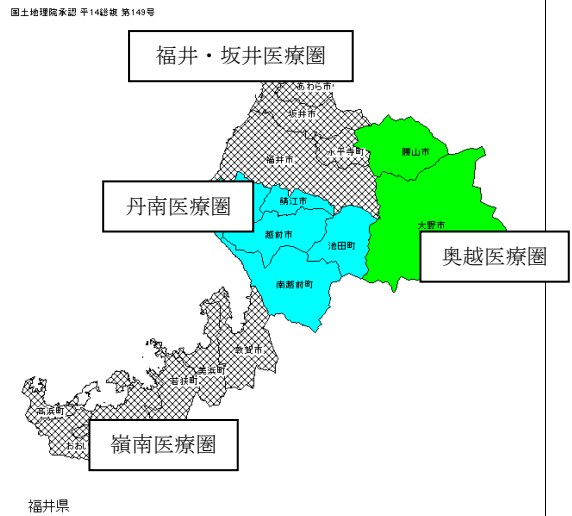 国土地理院承認 平14総複 第149号
福井・坂井医療圏
あわら市
坂井市
永平寺町
勝山市
福井市
丹南医療圏
鯖江市
大野市
越前市
池田町
奥越医療圏
南越前町
敦賀市
美浜町
若狭町
高浜町
おおい
嶺南医療圏
福井県